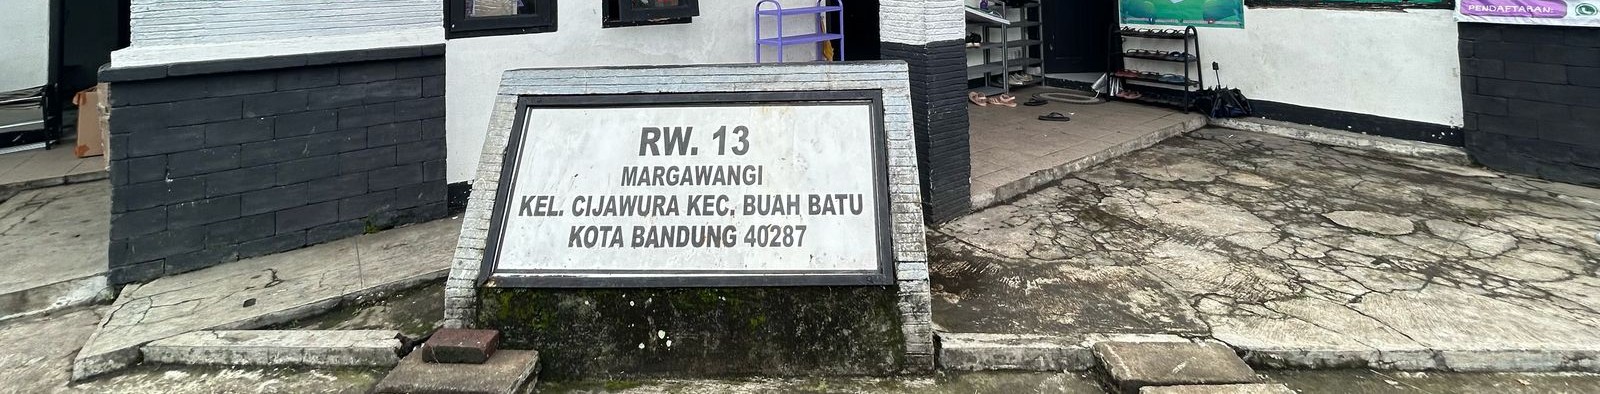 RW. 13
MARGAWANGI
KEL. CIJAWURA KEC. BUAH BATU
KOTA BANDUNG 40287
PENDAFTARAN: